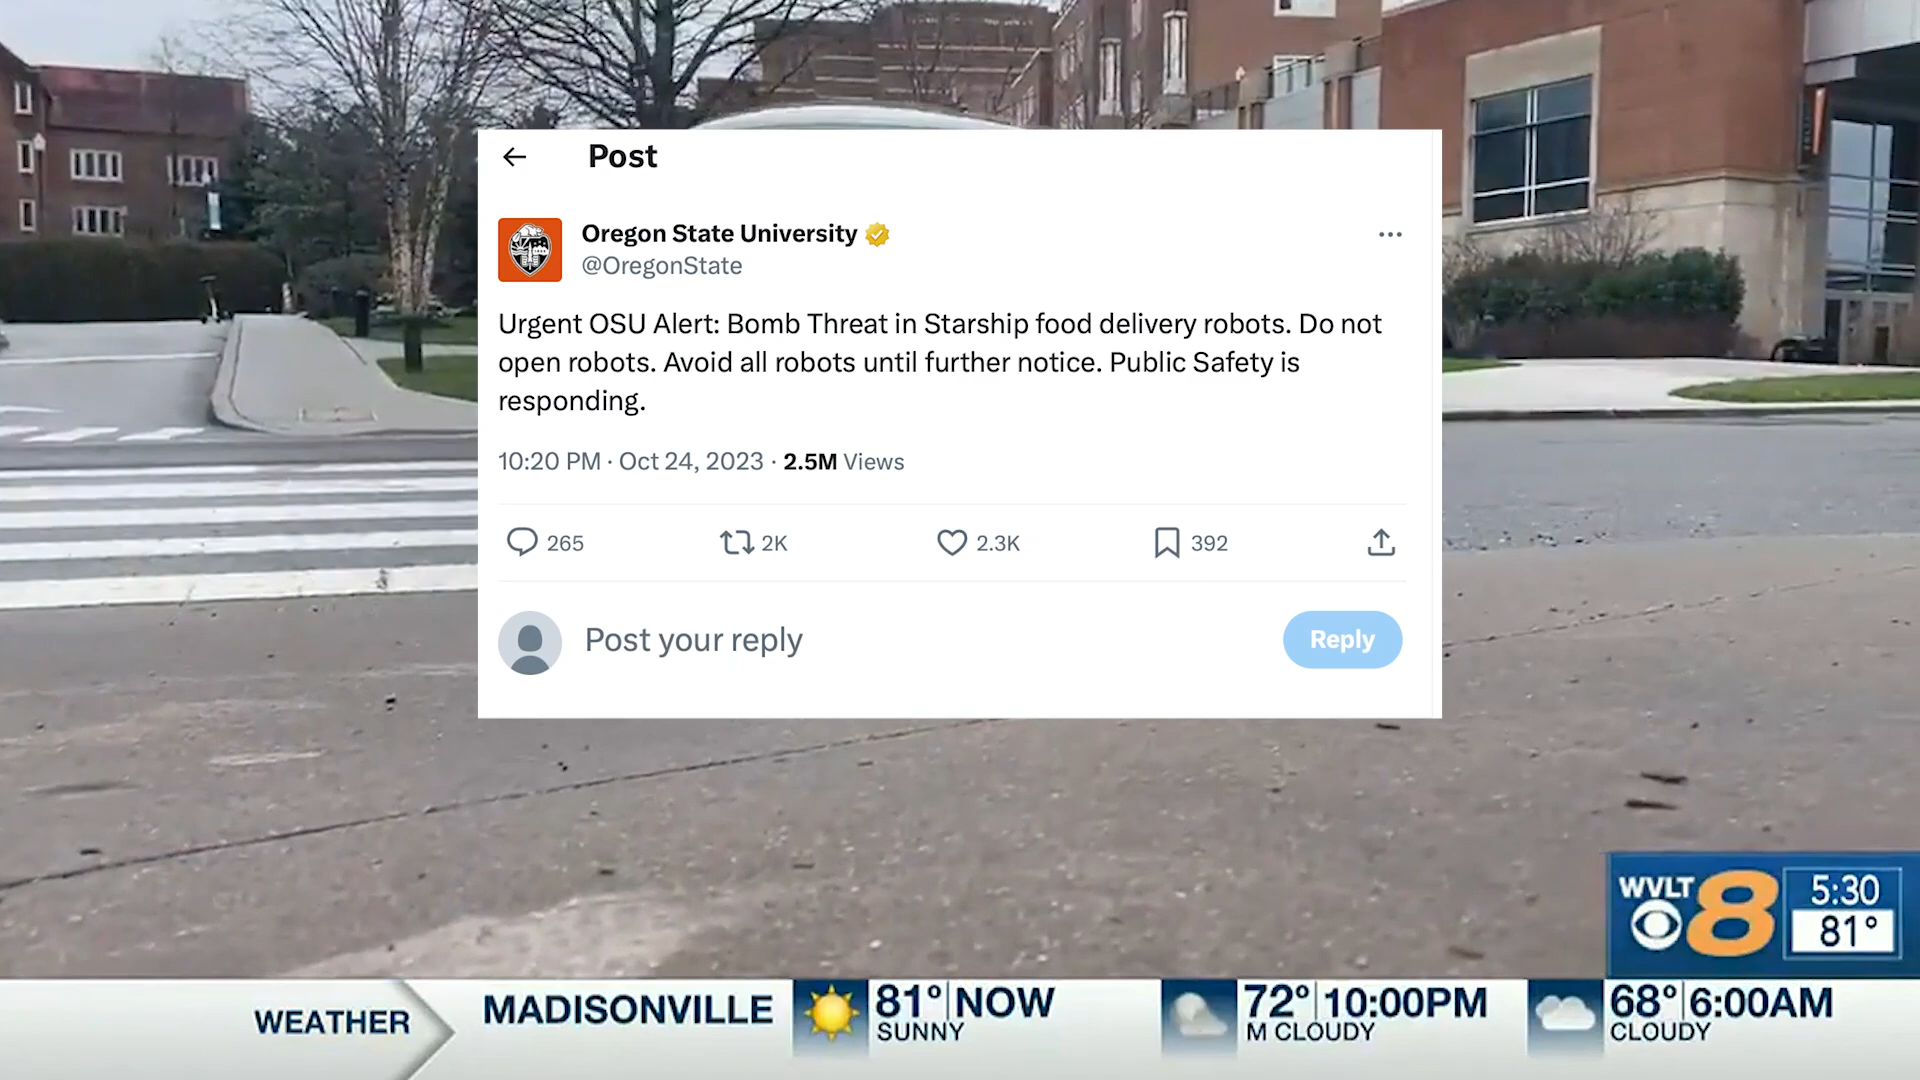 Post
Oregon State University
@OregonState
Urgent OSU Alert: Bomb Threat in Starship food delivery robots. Do not
open robots. Avoid all robots until further notice. Public Safety is
responding.
10:20 PM · Oct 24, 2023 · 2.5M Views
265 2K 2.3K 392
Post your reply
Reply
WVLT 8
5:30
81°
WEATHER
MADISONVILLE
81° NOW
SUNNY
72° 10:00PM
M CLOUDY
68° 6:00AM
CLOUDY